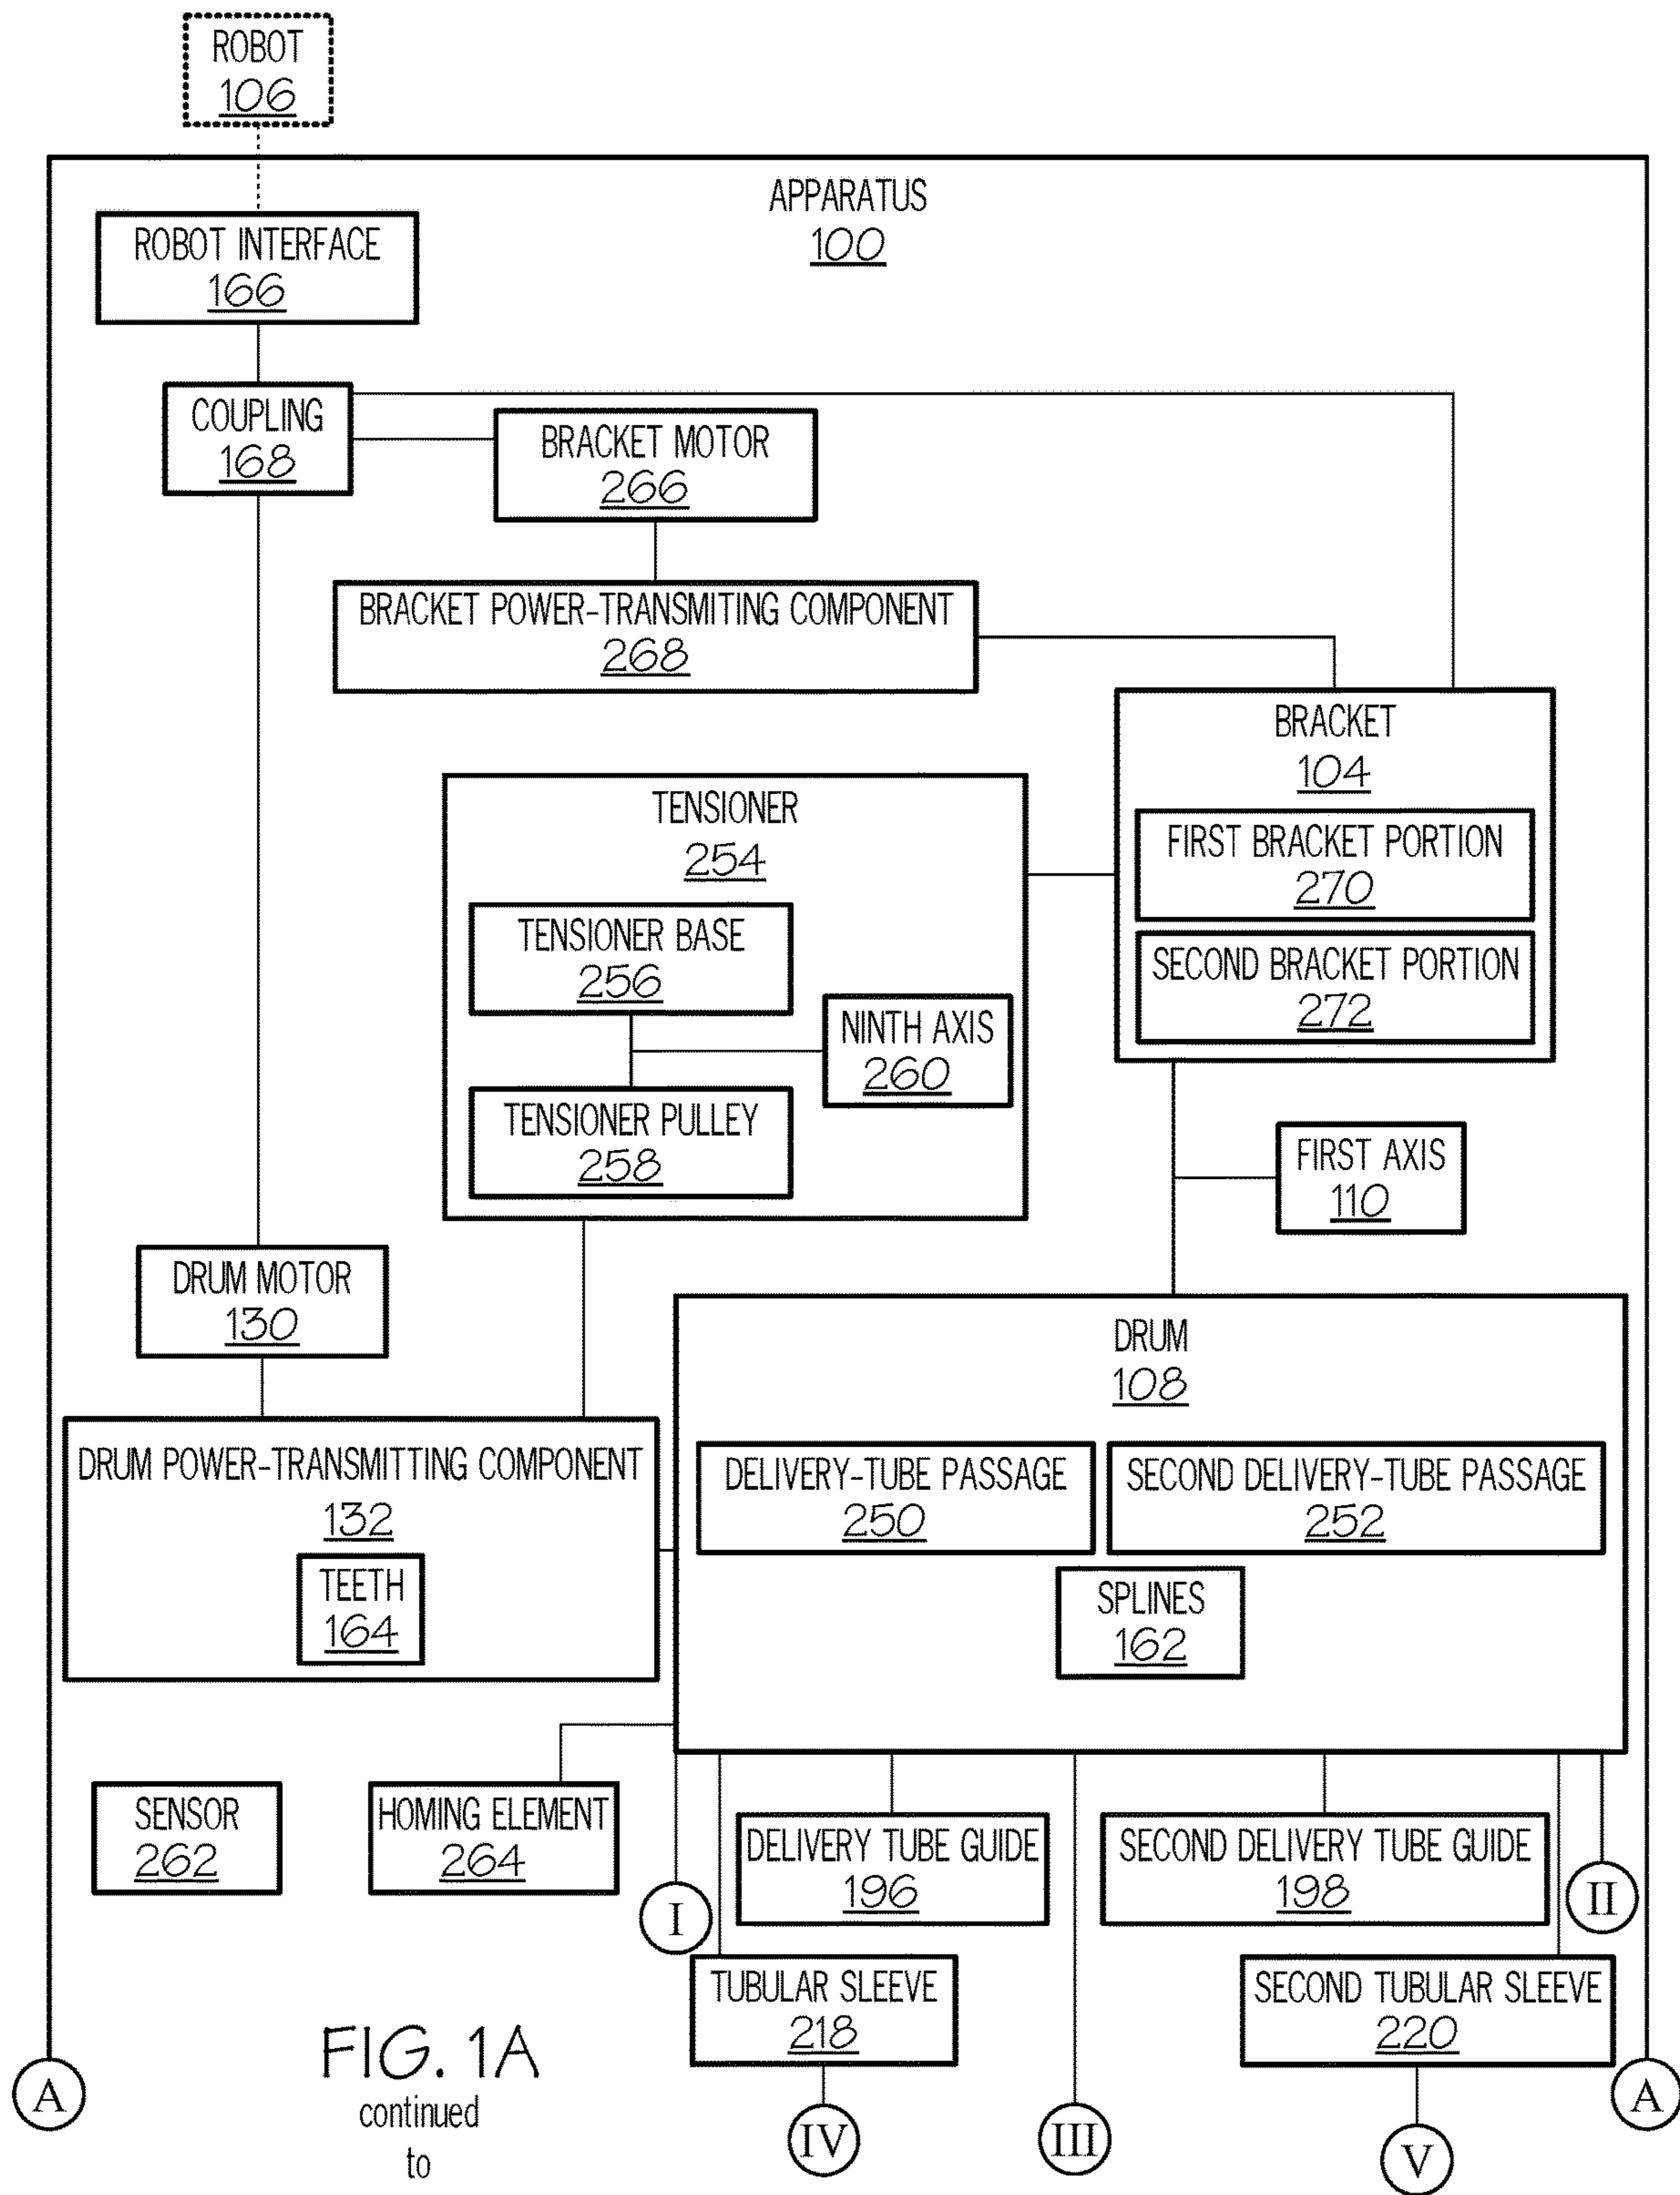 ROBOT
106
APPARATUS
100
ROBOT INTERFACE
166
COUPLING
168
BRACKET MOTOR
266
BRACKET POWER-TRANSMITING COMPONENT
268
BRACKET
104
FIRST BRACKET PORTION
270
SECOND BRACKET PORTION
272
TENSIONER
254
TENSIONER BASE
256
NINTH AXIS
260
TENSIONER PULLEY
258
FIRST AXIS
110
DRUM MOTOR
130
DRUM
108
DRUM POWER-TRANSMITTING COMPONENT
132
TEETH
164
DELIVERY-TUBE PASSAGE
250
SECOND DELIVERY-TUBE PASSAGE
252
SPLINES
162
SENSOR
262
HOMING ELEMENT
264
DELIVERY TUBE GUIDE
196
SECOND DELIVERY TUBE GUIDE
198
I
II
TUBULAR SLEEVE
218
SECOND TUBULAR SLEEVE
220
A
A
IV
III
V
FIG. 1A
continued
to